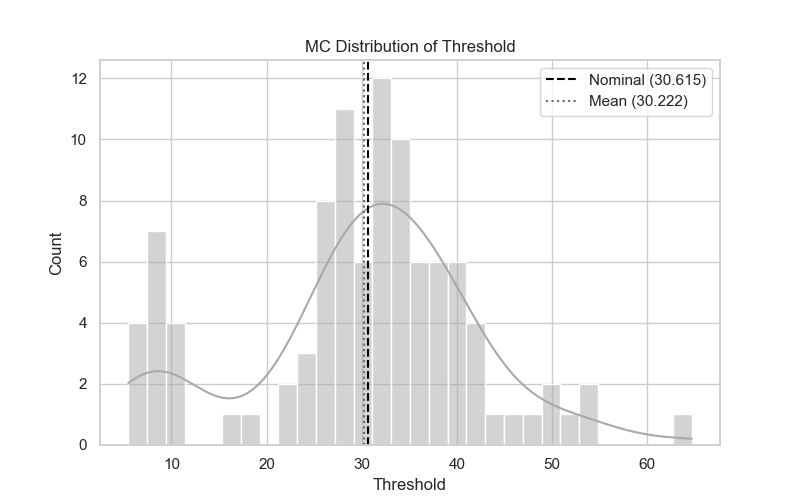 MC Distribution of Threshold
Nominal (30.615)
Mean (30.222)
Count
12
10
8
6
4
2
0
10
20
30
40
50
60
Threshold